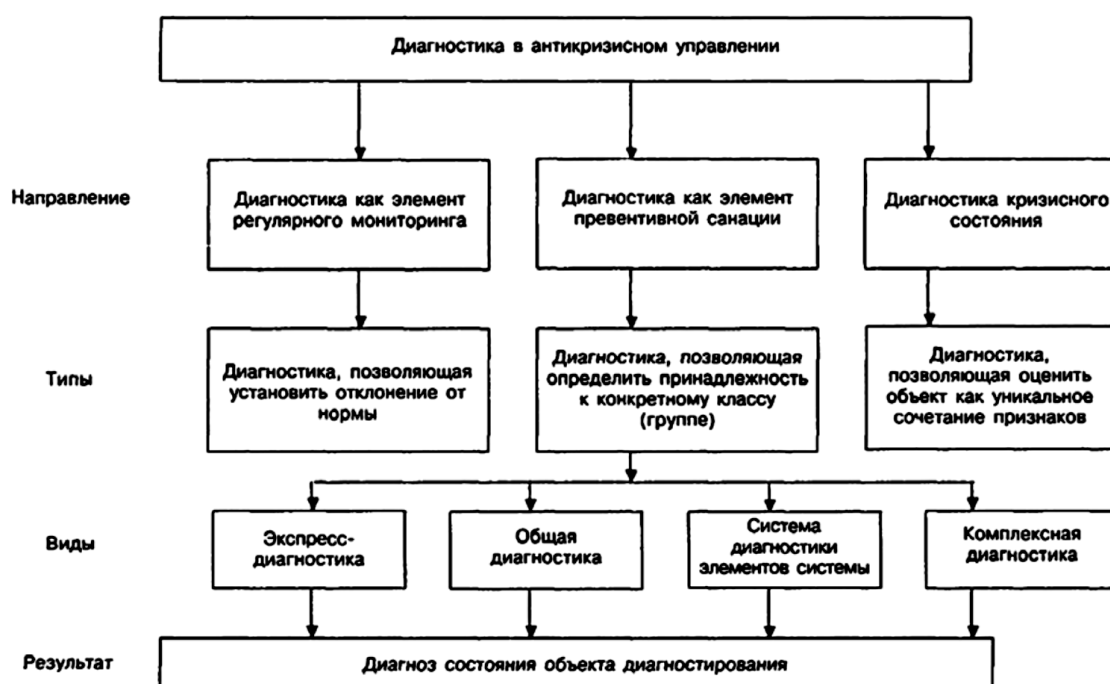 Диагностика в антикризисном управлении
Направление
Диагностика как элемент
регулярного мониторинга
Диагностика как элемент
превентивной санации
Диагностика кризисного
состояния
Типы
Диагностика, позволяющая
установить отклонение от
нормы
Диагностика, позволяющая
определить принадлежность
к конкретному классу
(группе)
Диагностика,
позволяющая оценить
объект как уникальное
сочетание признаков
Виды
Экспресс-
диагностика
Общая
диагностика
Система
диагностики
элементов системы
Комплексная
диагностика
Результат
Диагноз состояния объекта диагностирования